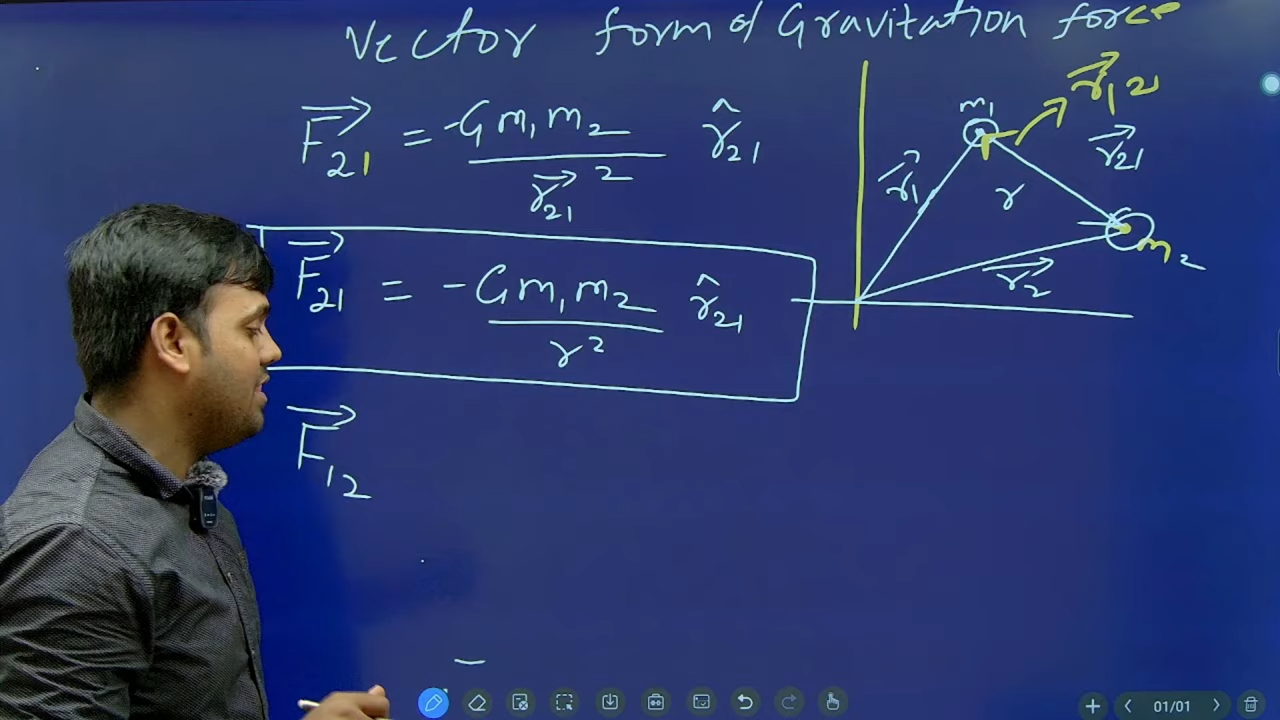 Vector form of Gravitation force
F⃗₂₁ = -Gm₁m₂ / r⃗₂₁² r̂₂₁
F⃗₂₁ = -Gm₁m₂ / r² r̂₂₁
F⃗₁₂
r⃗₁21
m₁
r⃗₂₁
r⃗₁
r
m₂
r⃗₂
01/01